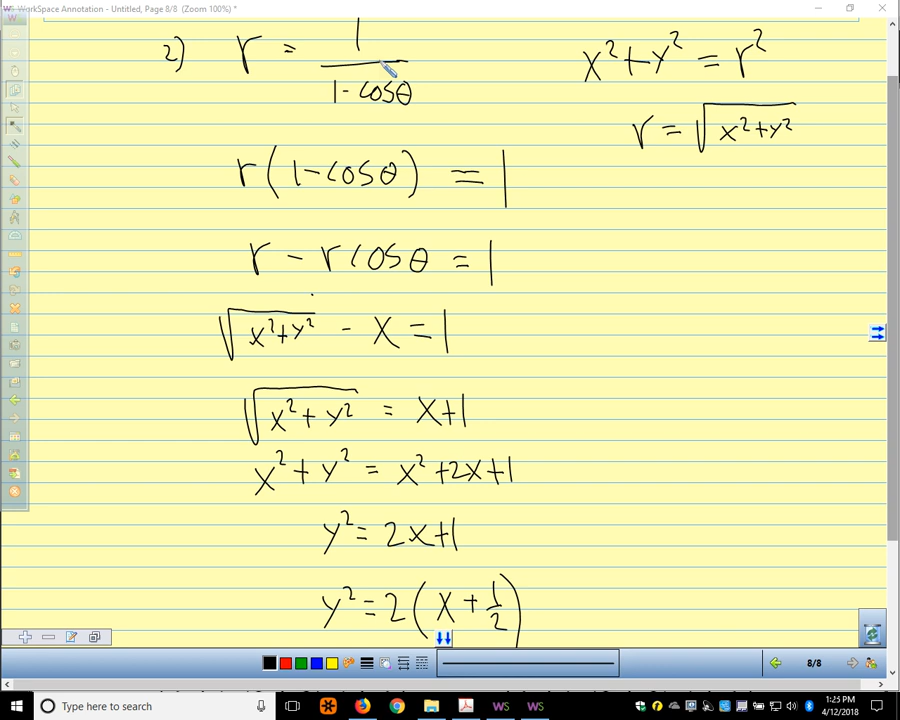 WorkSpace Annotation - Untitled, Page 8/8 (Zoom 100%) *
2) r = 1 / (1 - cosθ)
x² + y² = r²
r = √(x² + y²)
r(1 - cosθ) = 1
r - r cosθ = 1
√(x² + y²) - x = 1
√(x² + y²) = x + 1
x² + y² = x² + 2x + 1
y² = 2x + 1
y² = 2(x + 1/2)
8/8
Type here to search
WS WS
1:25 PM
4/12/2018